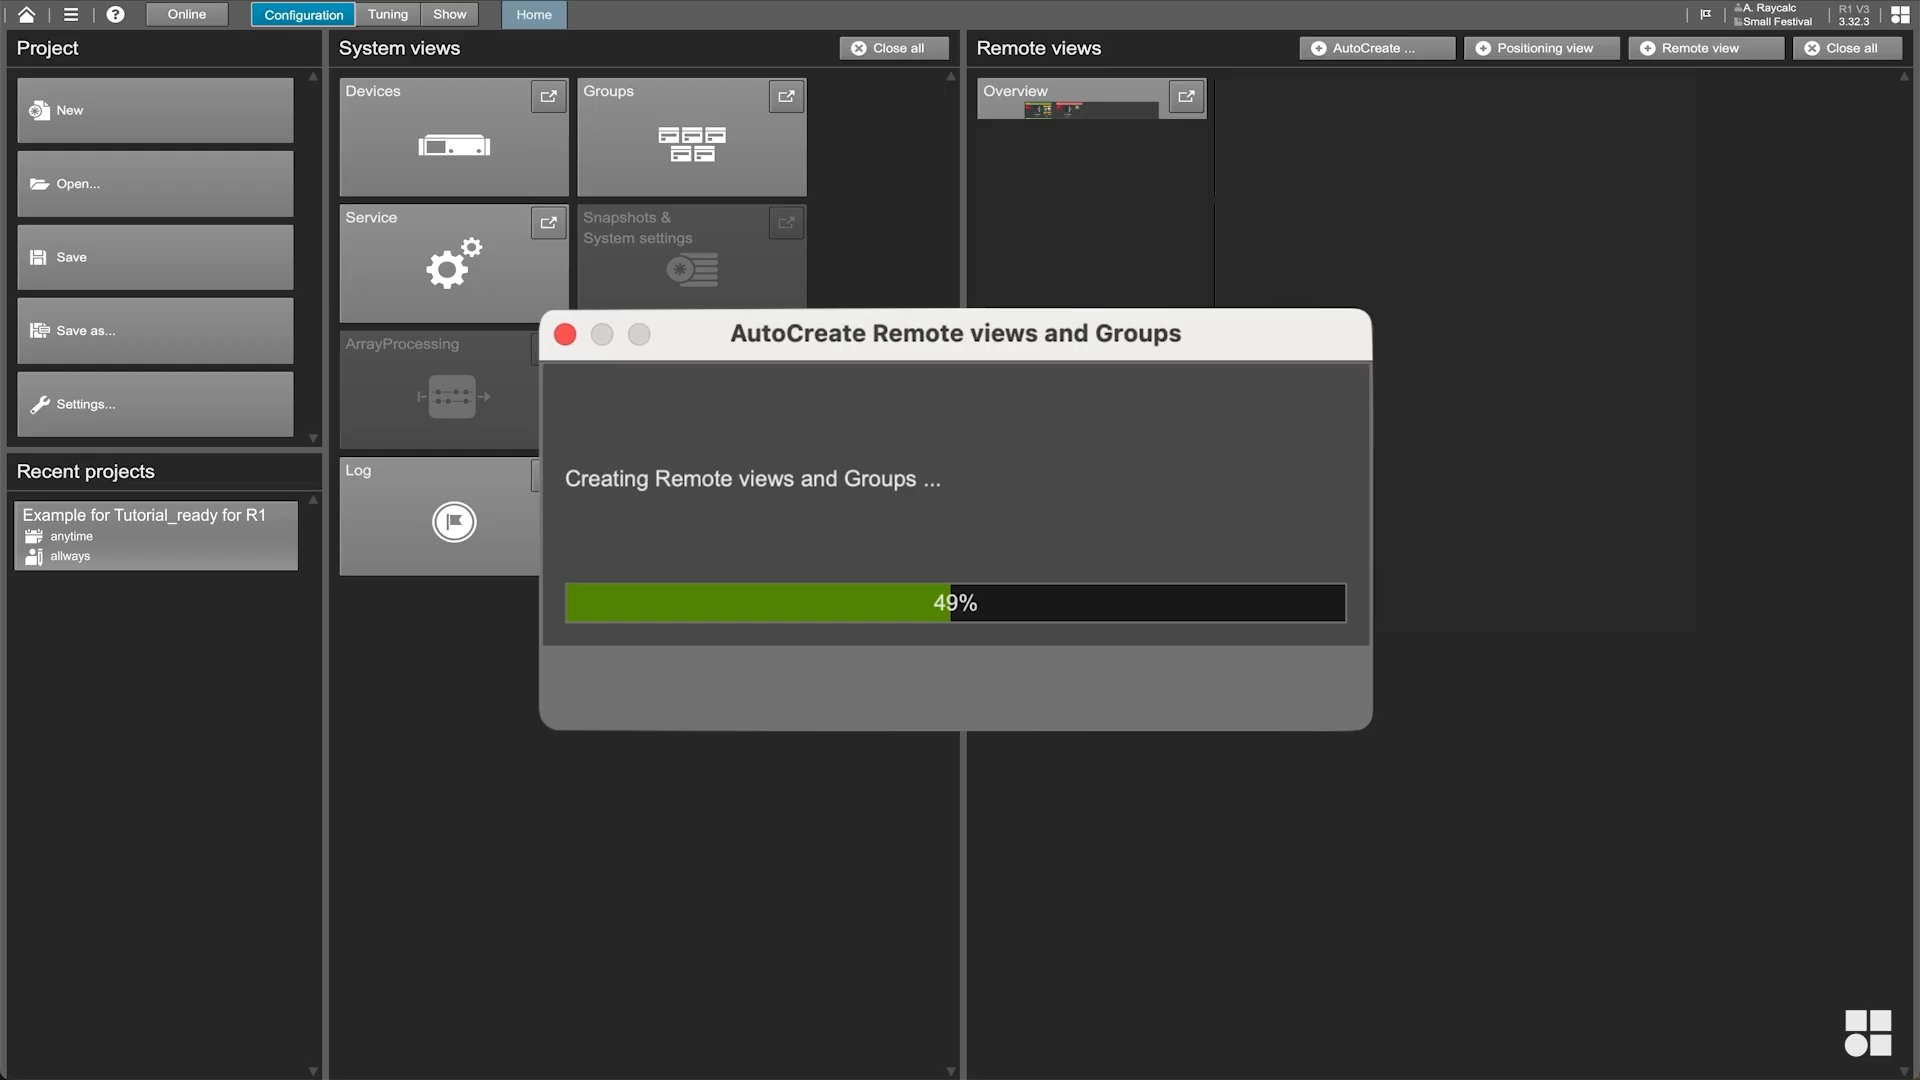 Online
Configuration
Tuning
Show
Home
A. Raycalc
Small Festival
R1 V3
3.32.3
Project
New
Open...
Save
Save as...
Settings...
Recent projects
Example for Tutorial_ready for R1
anytime
allways
System views
Close all
Devices
Groups
Service
Snapshots &
System settings
ArrayProcessing
Log
Remote views
AutoCreate ...
Positioning view
Remote view
Close all
Overview
AutoCreate Remote views and Groups
Creating Remote views and Groups ...
49%